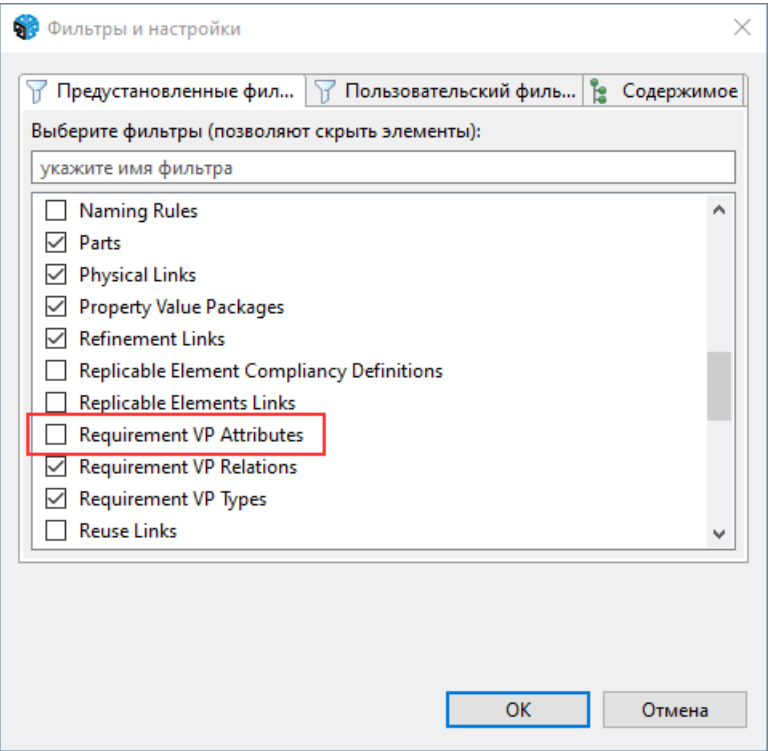 Фильтры и настройки
Предустановленные фил... Пользовательский филь... Содержимое
Выберите фильтры (позволяют скрыть элементы):
укажите имя фильтра
Naming Rules
Parts
Physical Links
Property Value Packages
Refinement Links
Replicable Element Compliancy Definitions
Replicable Elements Links
Requirement VP Attributes
Requirement VP Relations
Requirement VP Types
Reuse Links
OK Отмена